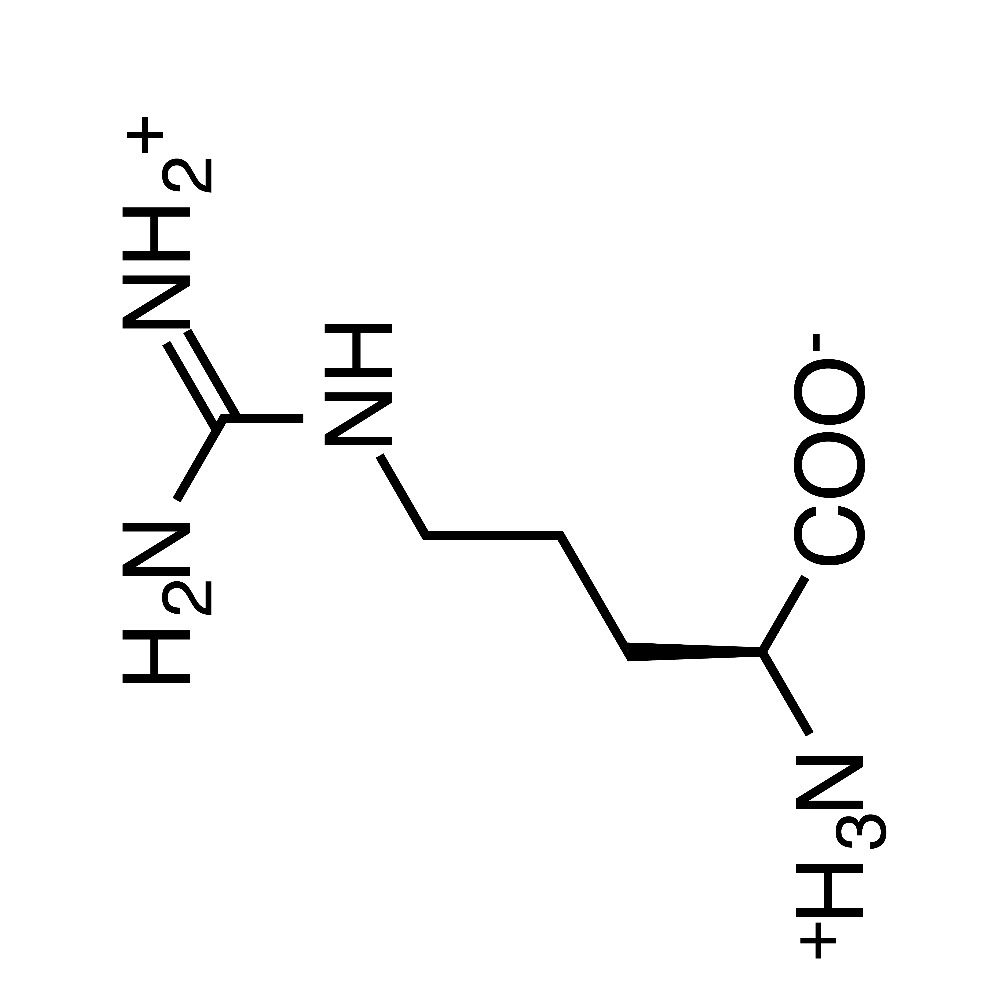 H2N
NH2+
NH
+H3N
COO-